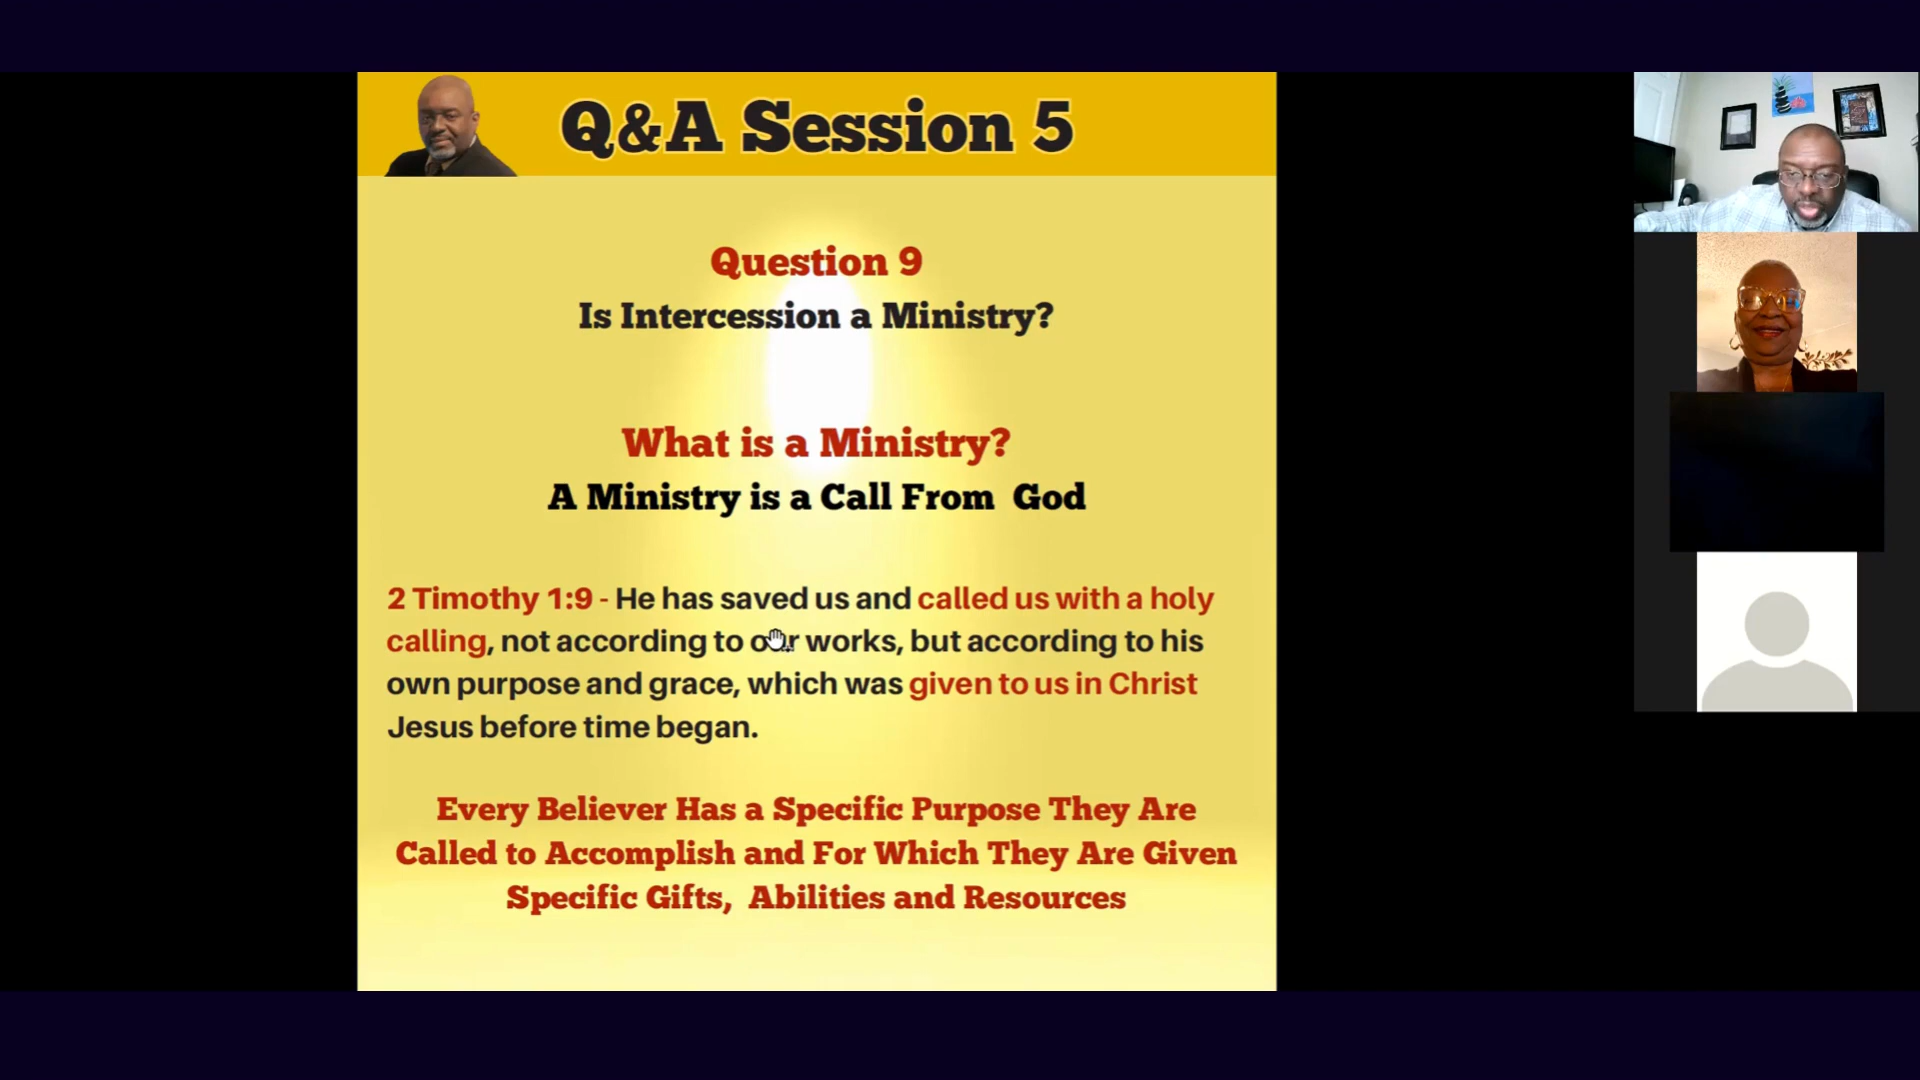 Q&A Session 5
Question 9
Is Intercession a Ministry?
What is a Ministry?
A Ministry is a Call From God
2 Timothy 1:9 - He has saved us and called us with a holy
calling, not according to our works, but according to his
own purpose and grace, which was given to us in Christ
Jesus before time began.
Every Believer Has a Specific Purpose They Are
Called to Accomplish and For Which They Are Given
Specific Gifts, Abilities and Resources